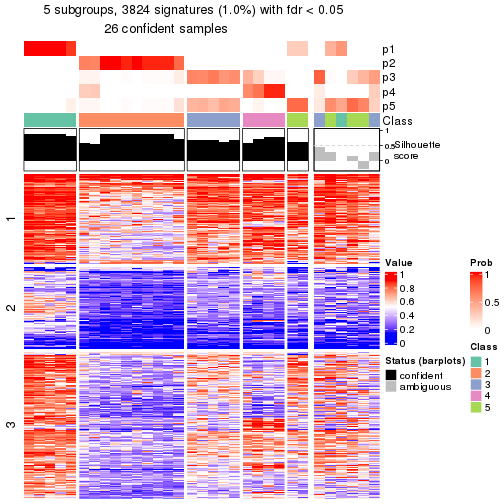 5 subgroups, 3824 signatures (1.0%) with fdr < 0.05
26 confident samples
p1
p2
p3
p4
p5
Class
1
0.5
0
Silhouette
score
1
2
3
Value
1
0.8
0.6
0.4
0.2
0
Status (barplots)
confident
ambiguous
Prob
1
0.5
0
Class
1
2
3
4
5